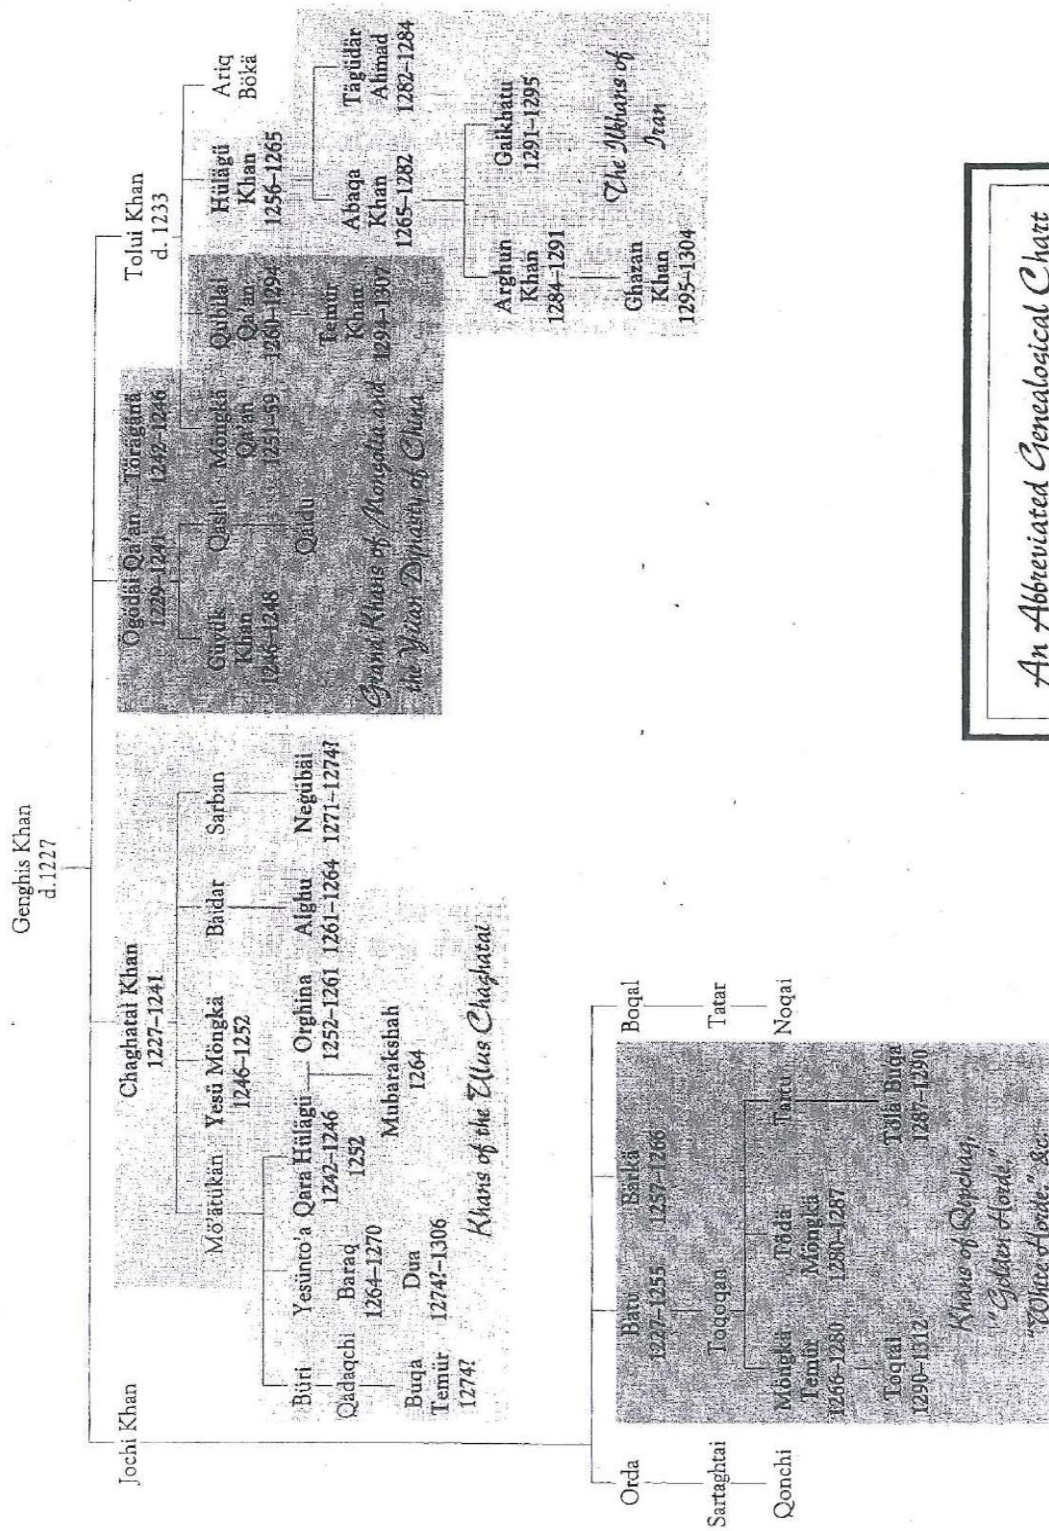 Genghis Khan
d.1227
Jochi Khan
Chaghatai Khan
1227–1241
Ögödäi Qa'an — Törägänä
1229–1241 1242–1246
Tolui Khan
d. 1233
Mö'ätükän
Yesü Möngkä
1246–1252
Baidar
Sarban
Güyük
Khan
1246–1248
Qashi
Möngkä
Qa'an
1251–59
Qubilai
Qa'an
1260–1294
Hülägü
Khan
1256–1265
Ariq
Bökä
Büri
Yesünto'a
Qara Hülägü
1242–1246
1252
Orghina
1252–1261
Alghu
1261–1264
Negübäi
1271–1274?
Qaidu
Temür
Khan
1294–1307
Abaqa
Khan
1265–1282
Tägüdär
Ahmad
1282–1284
Qadaqchi
Baraq
1264–1270
Mubarakshah
1264
Grand Khans of Mongolia and
the Yüan Dynasty of China
Buqa
Temür
1274?
Dua
1274?–1306
Khans of the Ulus Chaghatai
Arghun
Khan
1284–1291
Gaikhatu
1291–1295
Ghazan
Khan
1295–1304
The Ilkhans of
Iran
Orda
Batu
1227–1255
Barkä
1257–1266
Boqal
Sartaghtai
Toqoqan
Tatar
Qonchi
Möngkä
Temür
1266–1280
Tödä
Möngkä
1280–1287
Tartu
Noqai
Toqtai
1290–1312
Tölä Buqa
1287–1290
Khans of Qipchaq,
"Golden Horde,"
"White Horde," &c.
An Abbreviated Genealogical Chart